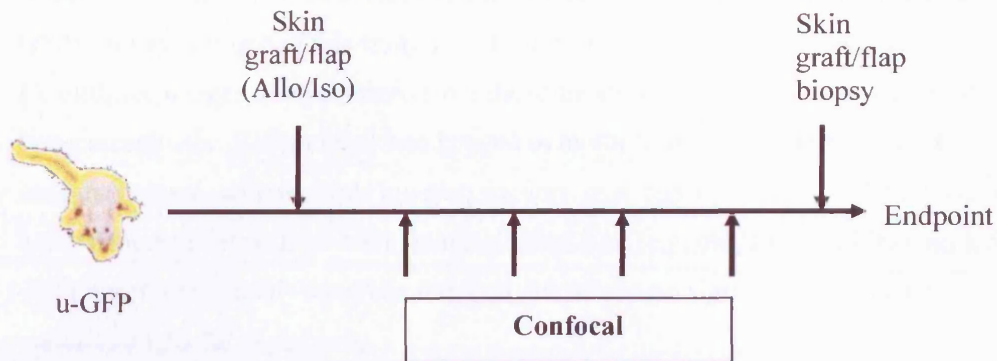 Skin
graft/flap
(Allo/Iso)
Skin
graft/flap
biopsy
Endpoint
u-GFP
Confocal